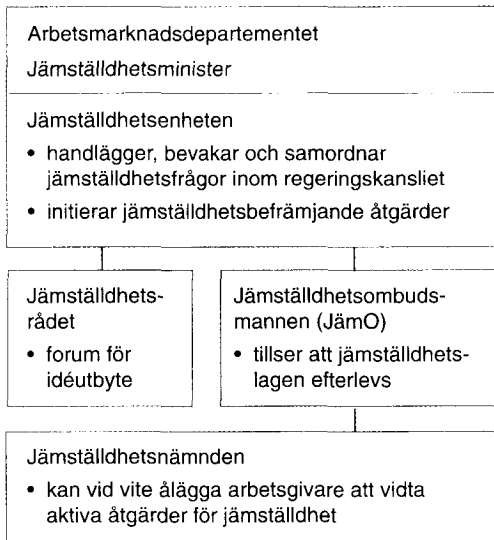 Arbetsmarknadsdepartementet
Jämställdhetsminister
Jämställdhetsenheten
• handlägger, bevakar och samordnar
jämställdhetsfrågor inom regeringskansliet
• initierar jämställdhetsbefrämjande åtgärder
Jämställdhets-
rådet
• forum för
idéutbyte
Jämställdhetsombuds-
mannen (JämO)
• tillser att jämställdhets-
lagen efterlevs
Jämställdhetsnämnden
• kan vid vite ålägga arbetsgivare att vidta
aktiva åtgärder för jämställdhet